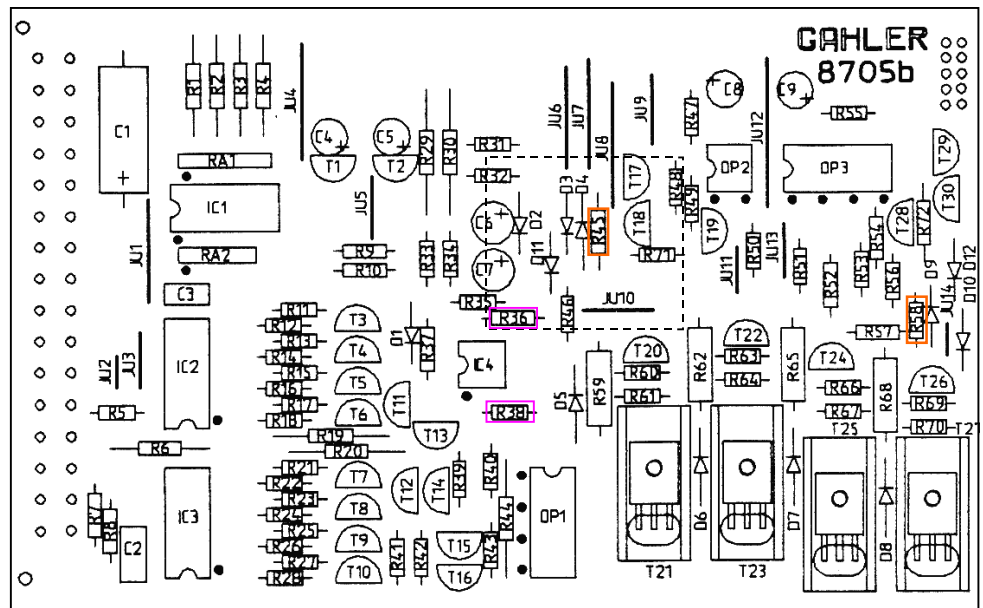 GAHLER
8705b
R1
R2
R3
R4
JU4
C1
+
C4
+
C5
+
T1
T2
R29
R30
R31
R32
JU6
JU7
JU8
JU9
R47
C8
+
C9
+
JU12
R55
T29
T30
RA1
IC1
RA2
JU1
C3
JU5
R9
R10
R33
R34
C6
+
C7
+
D2
D11
D3
D4
R45
T17
T18
R48
R49
R71
T19
OP2
OP3
JU11
R50
JU13
R51
R52
R53
R54
R56
T28
R72
D9
D10
D12
JU14
R58
R57
R35
R36
R46
JU10
R11
R12
R13
R14
R15
R16
R17
R18
T3
T4
T5
T6
T11
D1
R37
IC4
R38
T13
JU2
JU3
IC2
R5
R6
R19
R20
D5
R59
T20
R60
R61
R62
T22
R63
R64
R65
T24
R66
R67
R68
T26
R69
R70
T25
T27
R7
R8
C2
IC3
R21
R22
R23
R24
R25
R26
R27
R28
T7
T8
T9
T10
T12
T14
R39
R40
R41
R42
R43
R44
T15
T16
OP1
D6
D7
D8
T21
T23